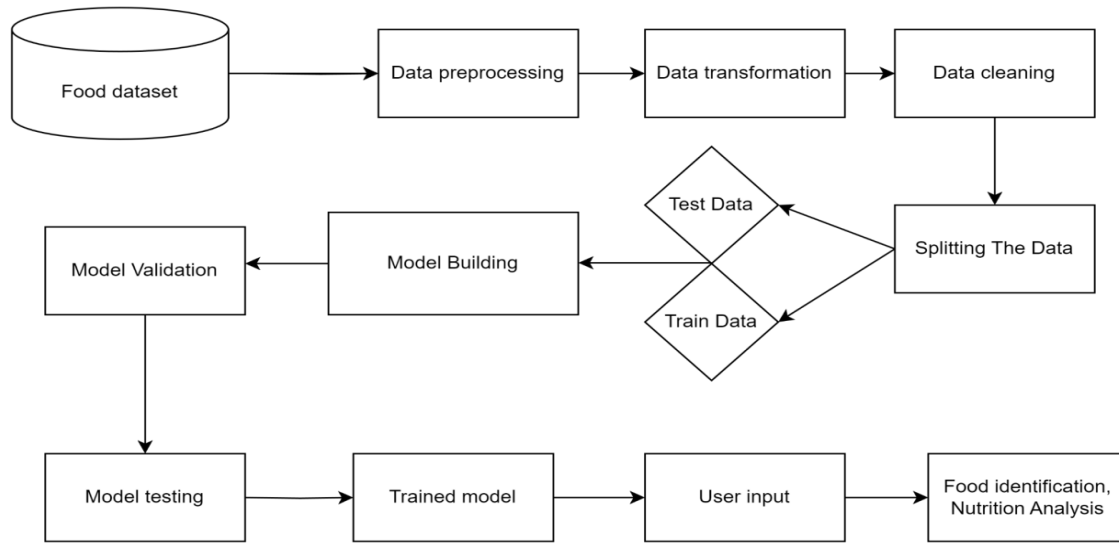 Food dataset
Data preprocessing
Data transformation
Data cleaning
Splitting The Data
Test Data
Train Data
Model Building
Model Validation
Model testing
Trained model
User input
Food identification,
Nutrition Analysis